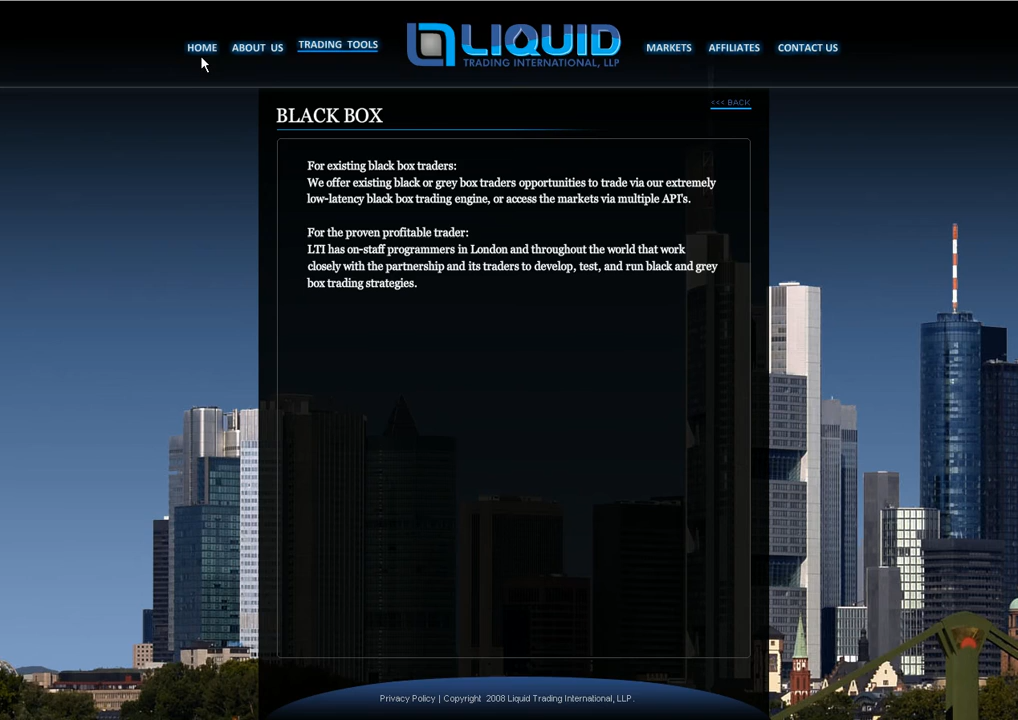 HOME ABOUT US TRADING TOOLS LIQUID MARKETS AFFILIATES CONTACT US
TRADING INTERNATIONAL, LLP
<<< BACK
BLACK BOX
For existing black box traders:
We offer existing black or grey box traders opportunities to trade via our extremely
low-latency black box trading engine, or access the markets via multiple API's.
For the proven profitable trader:
LTI has on-staff programmers in London and throughout the world that work
closely with the partnership and its traders to develop, test, and run black and grey
box trading strategies.
Privacy Policy | Copyright 2008 Liquid Trading International, LLP.